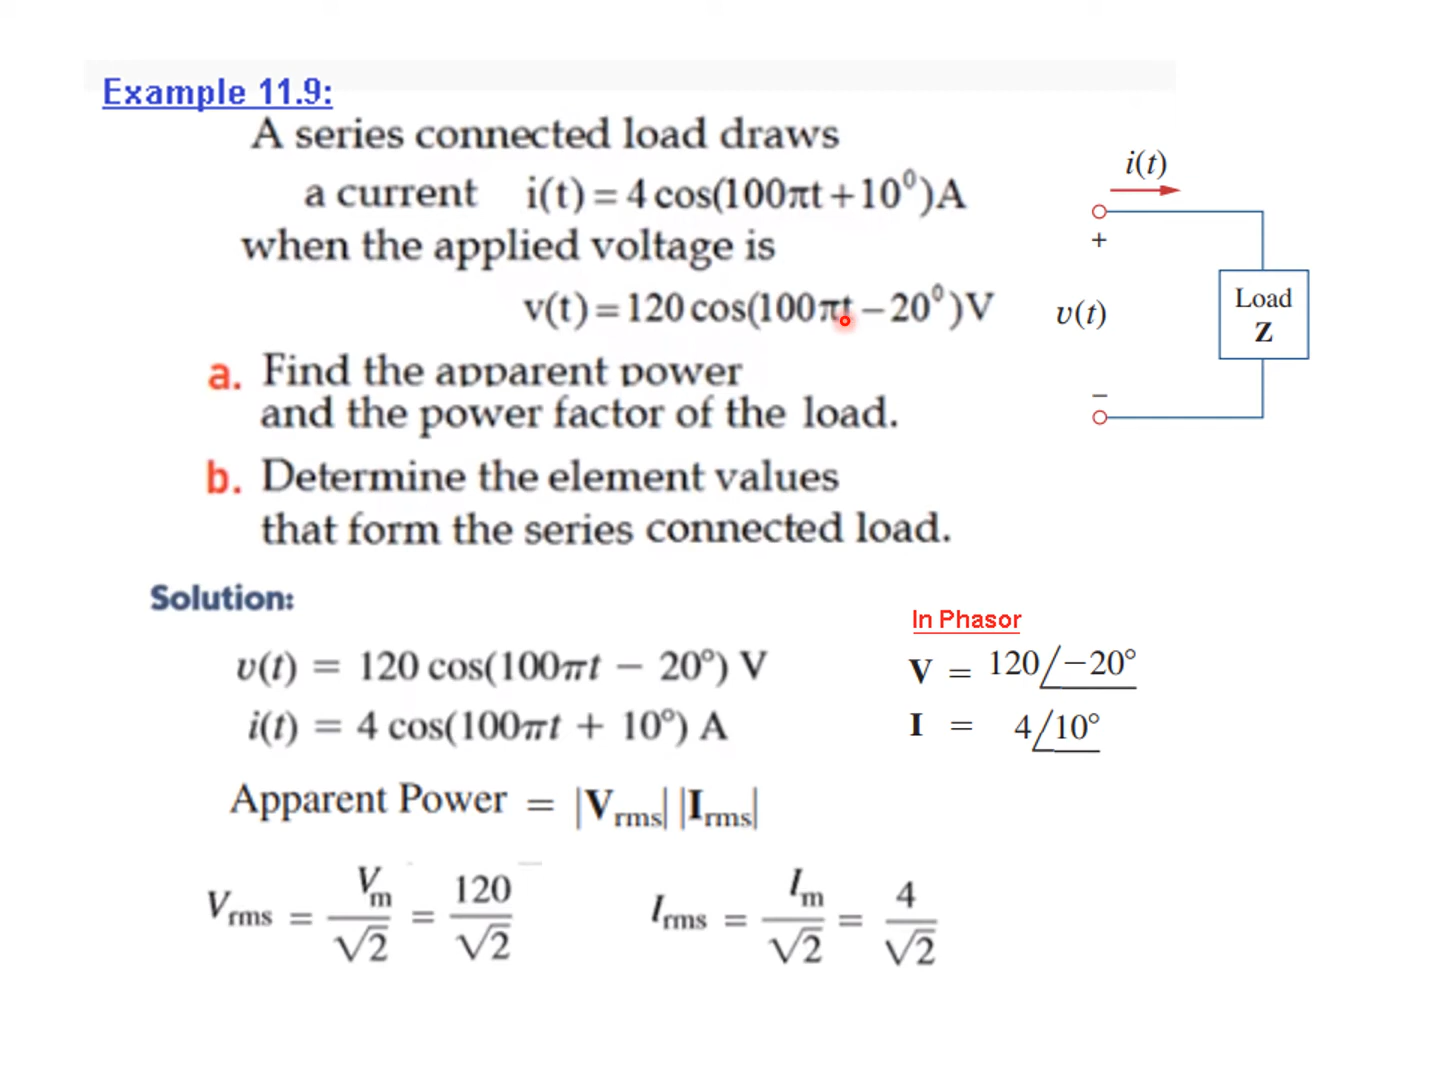 Example 11.9:
A series connected load draws
a current i(t) = 4 cos(100πt + 10⁰)A
when the applied voltage is
v(t) = 120 cos(100πt − 20⁰)V
a. Find the apparent power
and the power factor of the load.
b. Determine the element values
that form the series connected load.
i(t)
+
v(t)
−
Load
Z
Solution:
v(t) = 120 cos(100πt − 20°) V
i(t) = 4 cos(100πt + 10°) A
In Phasor
V = 120/−20°
I = 4/10°
Apparent Power = |Vrms| |Irms|
Vrms = Vm/√2 = 120/√2
Irms = Im/√2 = 4/√2